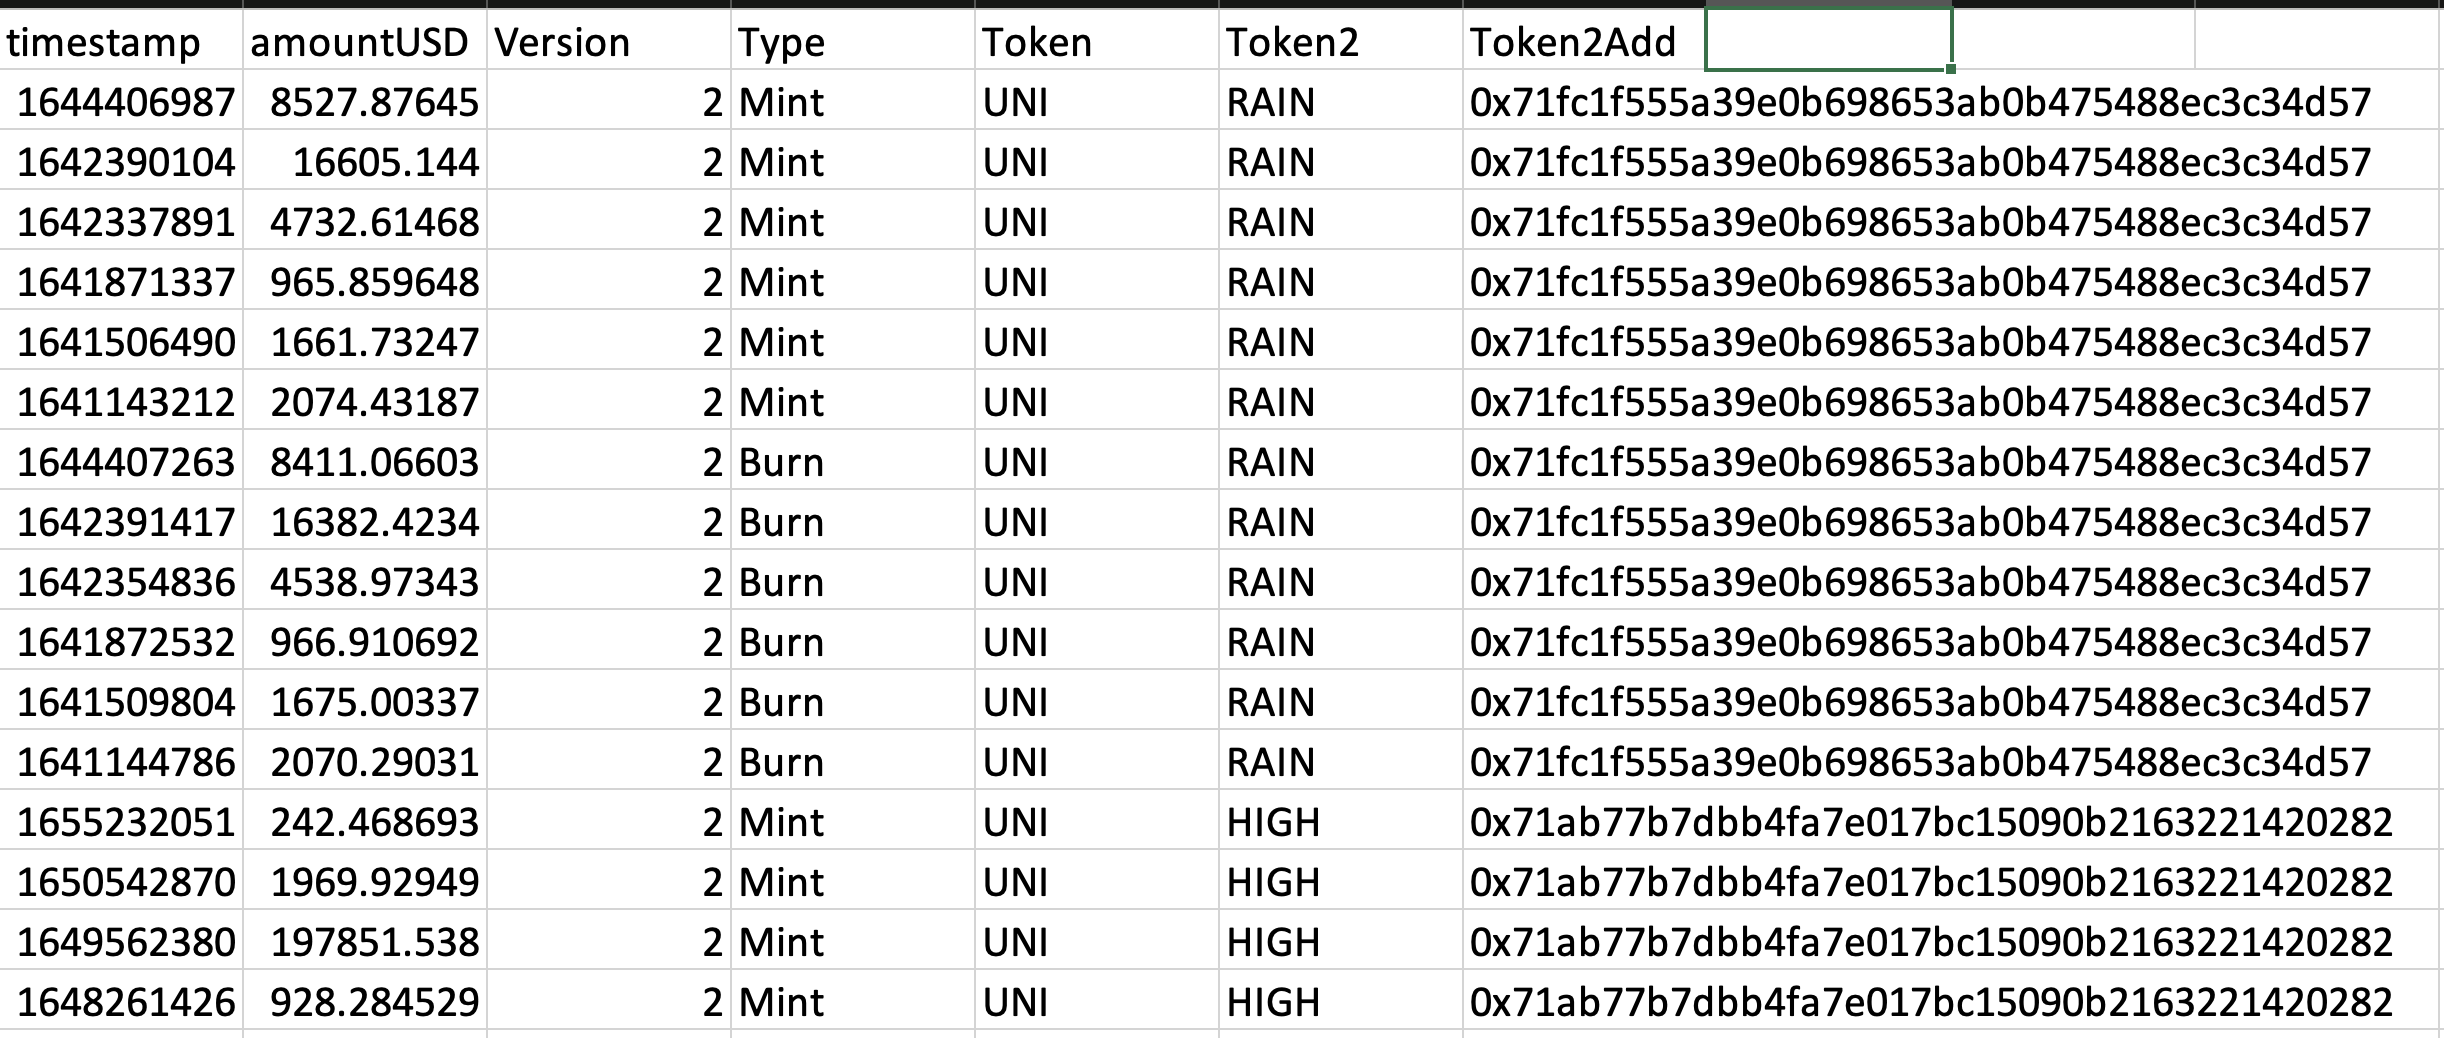 timestamp amountUSD Version Type Token Token2 Token2Add
1644406987 8527.87645 2 Mint UNI RAIN 0x71fc1f555a39e0b698653ab0b475488ec3c34d57
1642390104 16605.144 2 Mint UNI RAIN 0x71fc1f555a39e0b698653ab0b475488ec3c34d57
1642337891 4732.61468 2 Mint UNI RAIN 0x71fc1f555a39e0b698653ab0b475488ec3c34d57
1641871337 965.859648 2 Mint UNI RAIN 0x71fc1f555a39e0b698653ab0b475488ec3c34d57
1641506490 1661.73247 2 Mint UNI RAIN 0x71fc1f555a39e0b698653ab0b475488ec3c34d57
1641143212 2074.43187 2 Mint UNI RAIN 0x71fc1f555a39e0b698653ab0b475488ec3c34d57
1644407263 8411.06603 2 Burn UNI RAIN 0x71fc1f555a39e0b698653ab0b475488ec3c34d57
1642391417 16382.4234 2 Burn UNI RAIN 0x71fc1f555a39e0b698653ab0b475488ec3c34d57
1642354836 4538.97343 2 Burn UNI RAIN 0x71fc1f555a39e0b698653ab0b475488ec3c34d57
1641872532 966.910692 2 Burn UNI RAIN 0x71fc1f555a39e0b698653ab0b475488ec3c34d57
1641509804 1675.00337 2 Burn UNI RAIN 0x71fc1f555a39e0b698653ab0b475488ec3c34d57
1641144786 2070.29031 2 Burn UNI RAIN 0x71fc1f555a39e0b698653ab0b475488ec3c34d57
1655232051 242.468693 2 Mint UNI HIGH 0x71ab77b7dbb4fa7e017bc15090b2163221420282
1650542870 1969.92949 2 Mint UNI HIGH 0x71ab77b7dbb4fa7e017bc15090b2163221420282
1649562380 197851.538 2 Mint UNI HIGH 0x71ab77b7dbb4fa7e017bc15090b2163221420282
1648261426 928.284529 2 Mint UNI HIGH 0x71ab77b7dbb4fa7e017bc15090b2163221420282